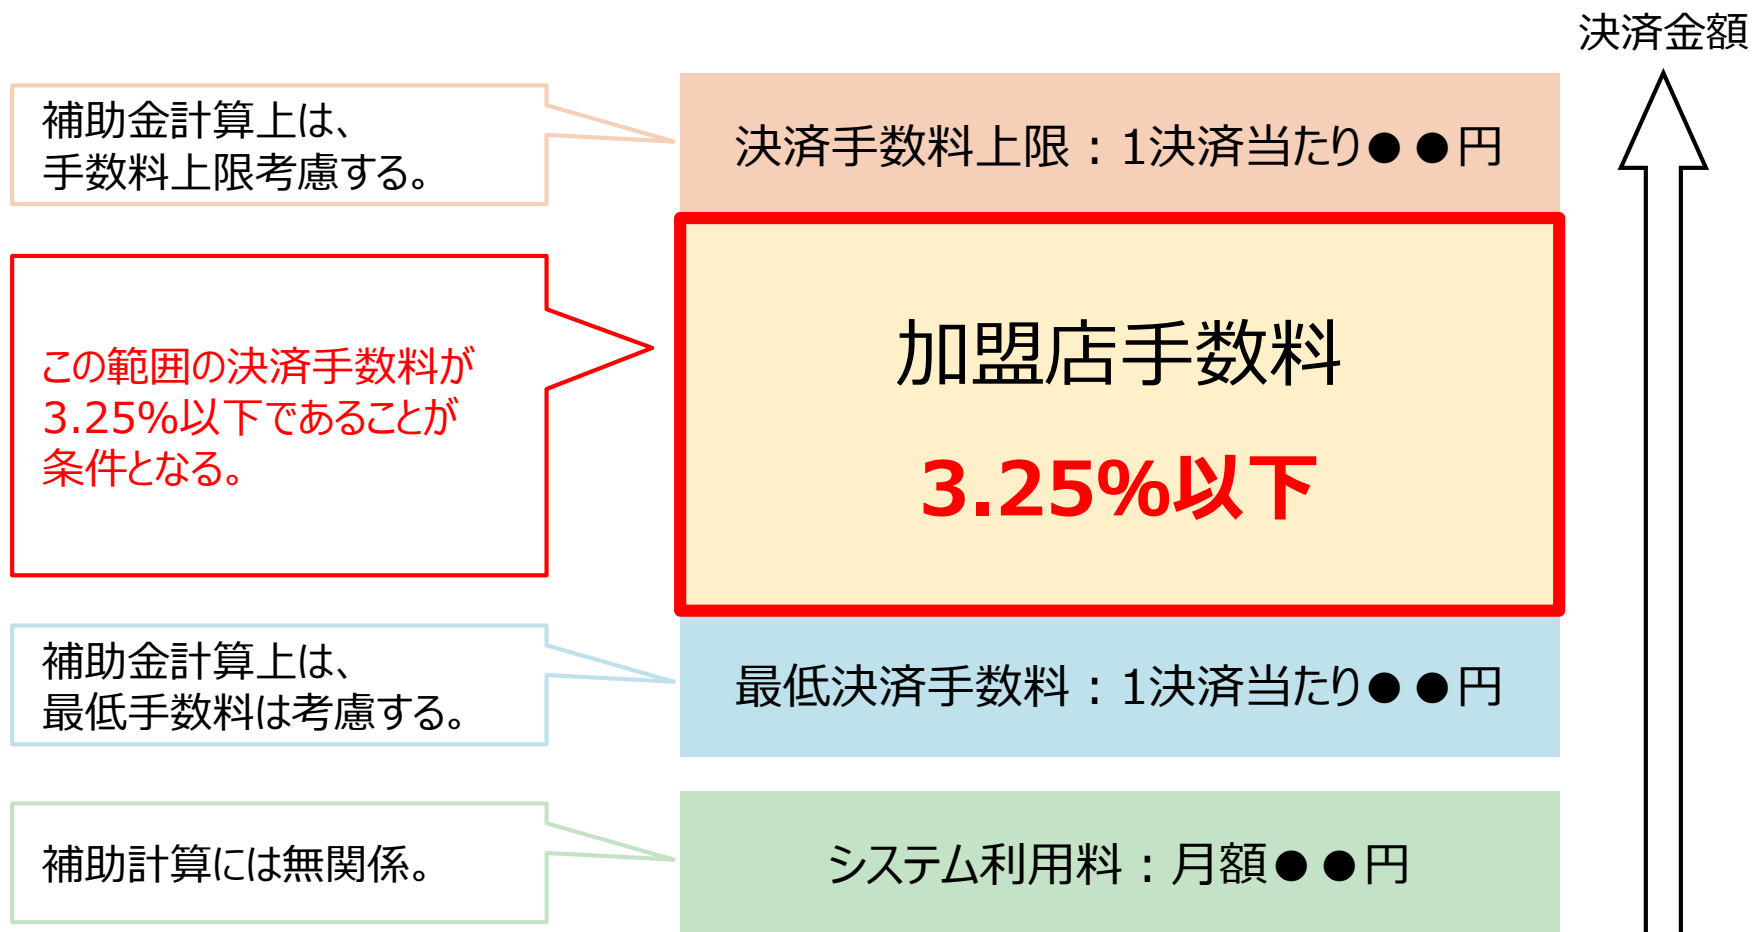 決済金額
補助金計算上は、
手数料上限考慮する。
決済手数料上限：1決済当たり●●円
この範囲の決済手数料が
3.25%以下であることが
条件となる。
加盟店手数料
3.25%以下
補助金計算上は、
最低手数料は考慮する。
最低決済手数料：1決済当たり●●円
補助計算には無関係。
システム利用料：月額●●円